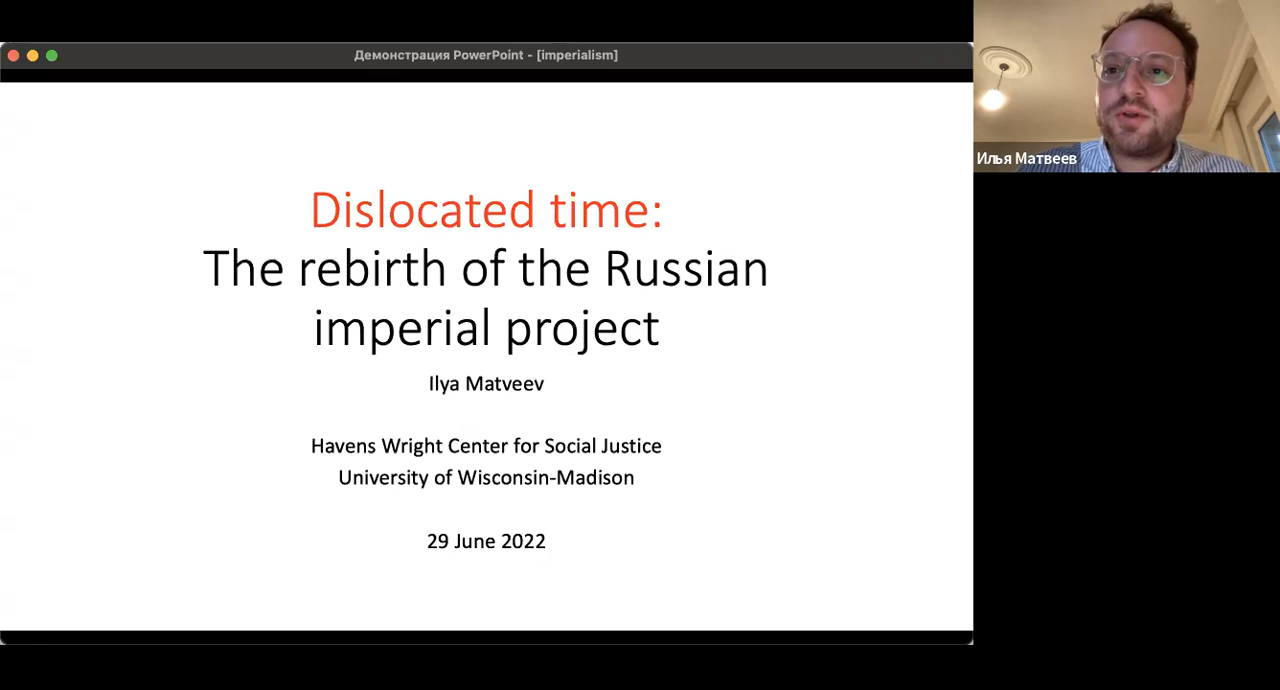 Демонстрация PowerPoint - [imperialism]
Dislocated time:
The rebirth of the Russian
imperial project
Ilya Matveev
Havens Wright Center for Social Justice
University of Wisconsin-Madison
29 June 2022
Илья Матвеев